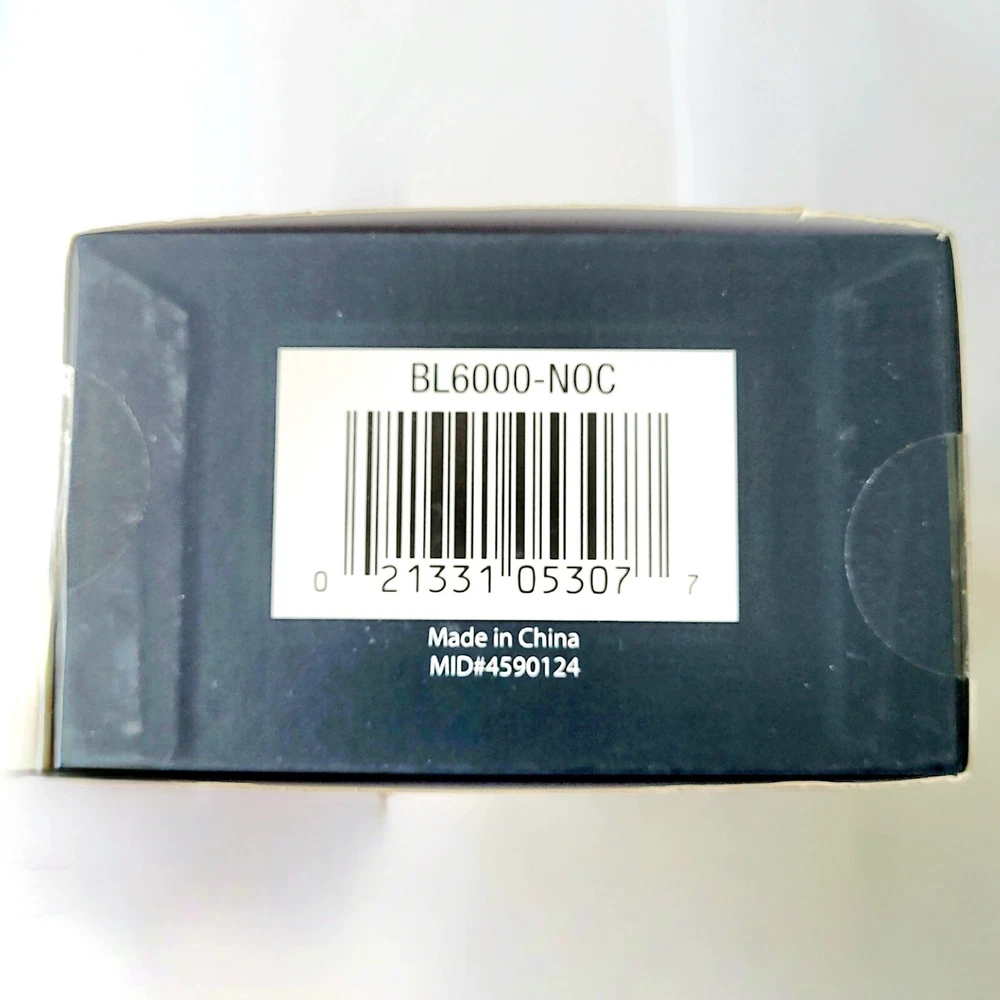 BL6000-NOC
0 21331 05307 7
Made in China
MID#4590124